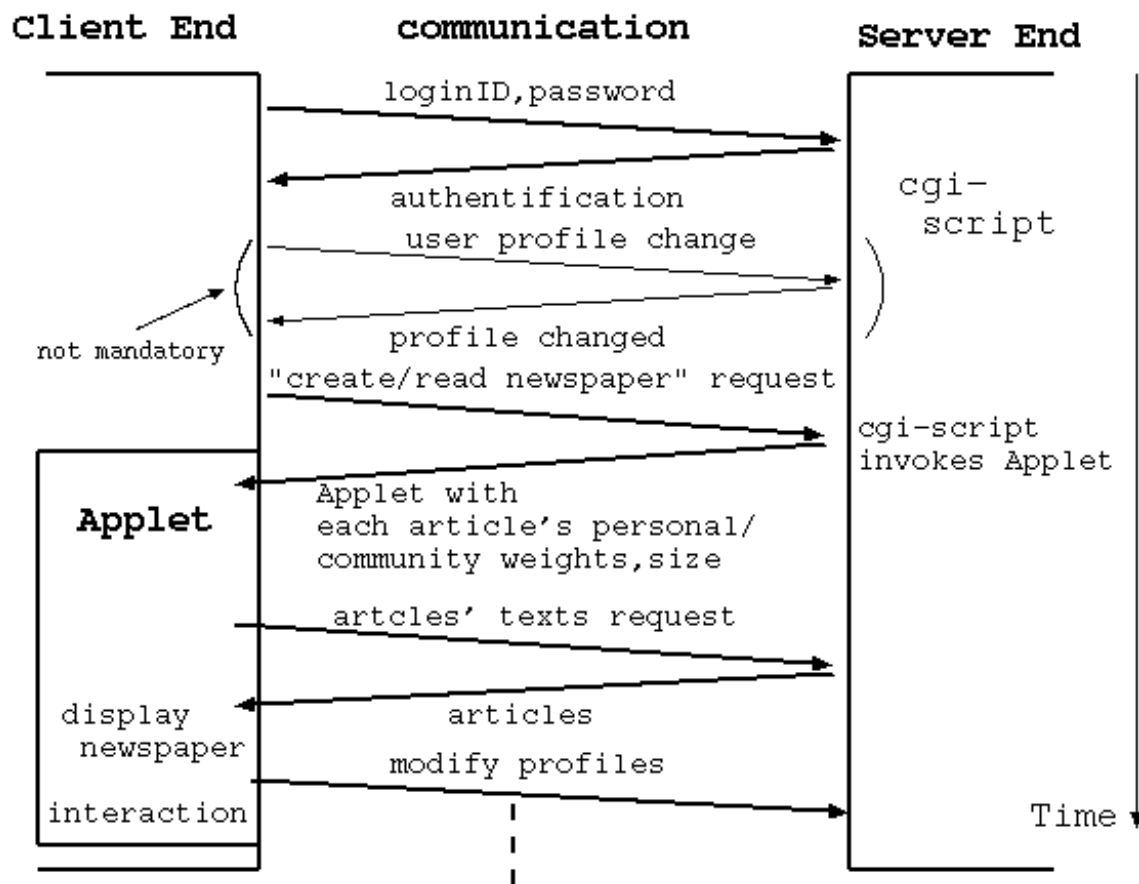 Client End
communication
Server End
loginID,password
authentification
cgi-
script
user profile change
not mandatory
profile changed
"create/read newspaper" request
cgi-script
invokes Applet
Applet
Applet with
each article's personal/
community weights,size
artcles' texts request
articles
display
newspaper
modify profiles
interaction
Time